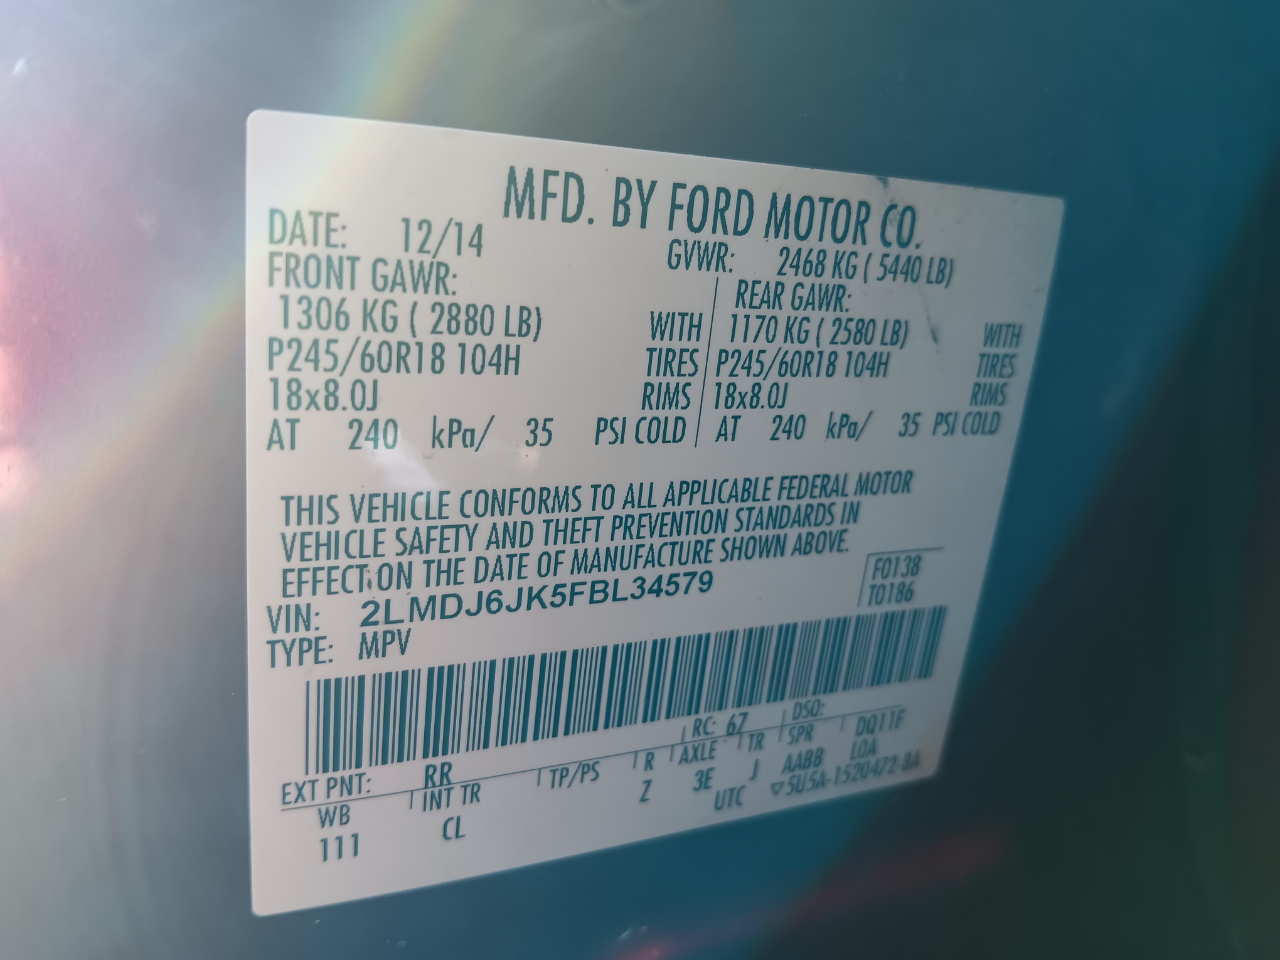 MFD. BY FORD MOTOR CO.
DATE: 12/14 GVWR: 2468 KG ( 5440 LB)
FRONT GAWR: REAR GAWR:
1306 KG ( 2880 LB) WITH 1170 KG ( 2580 LB) WITH
P245/60R18 104H TIRES P245/60R18 104H TIRES
18x8.0J RIMS 18x8.0J RIMS
AT 240 kPa/ 35 PSI COLD AT 240 kPa/ 35 PSI COLD
THIS VEHICLE CONFORMS TO ALL APPLICABLE FEDERAL MOTOR
VEHICLE SAFETY AND THEFT PREVENTION STANDARDS IN
EFFECT ON THE DATE OF MANUFACTURE SHOWN ABOVE.
VIN: 2LMDJ6JK5FBL34579 F0138
TYPE: MPV T0186
EXT PNT: RR RC: 67 DSO:
WB INT TR TP/PS R AXLE TR SPR DQ11F
111 CL Z 3E J AABB LOA
UTC ▽5U5A-1520472-BA